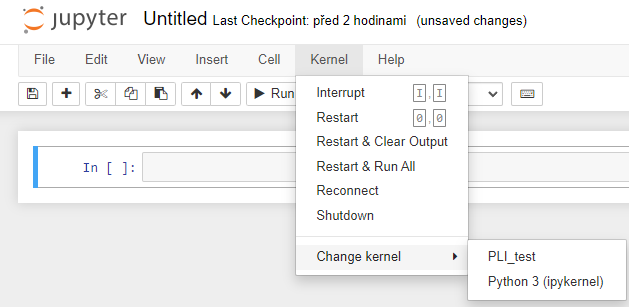 jupyter Untitled Last Checkpoint: před 2 hodinami (unsaved changes)
File Edit View Insert Cell Kernel Help
Run
Interrupt I,I
Restart 0,0
Restart & Clear Output
Restart & Run All
Reconnect
Shutdown
Change kernel
PLI_test
Python 3 (ipykernel)
In [ ]: